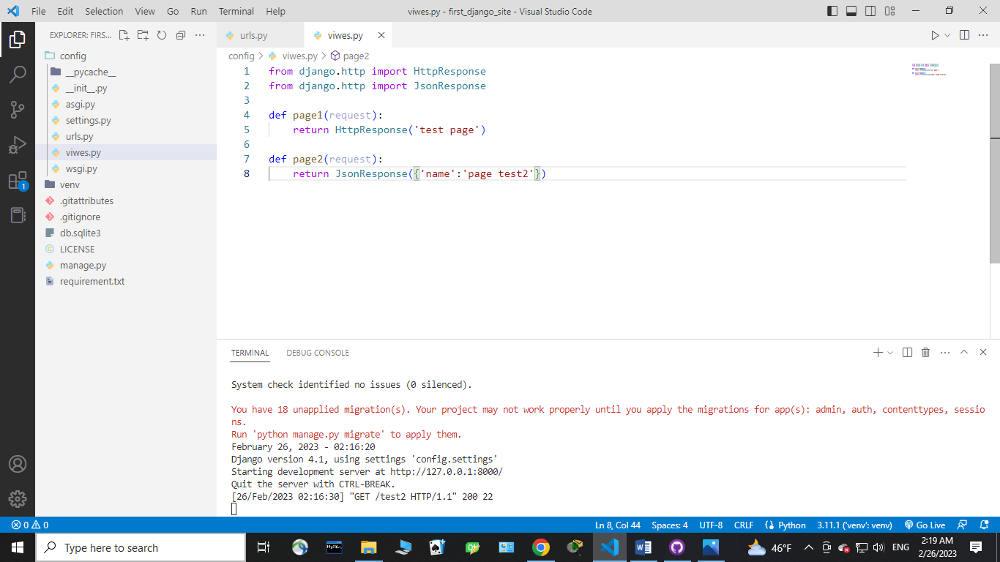 File Edit Selection View Go Run Terminal Help viwes.py - first_django_site - Visual Studio Code
EXPLORER: FIRS...
config
__pycache__
__init__.py
asgi.py
settings.py
urls.py
viwes.py
wsgi.py
venv
.gitattributes
.gitignore
db.sqlite3
LICENSE
manage.py
requirement.txt
1
urls.py viwes.py
config > viwes.py > page2
1 from django.http import HttpResponse
2 from django.http import JsonResponse
3
4 def page1(request):
5 return HttpResponse('test page')
6
7 def page2(request):
8 return JsonResponse({'name':'page test2'})
TERMINAL DEBUG CONSOLE
System check identified no issues (0 silenced).
You have 18 unapplied migration(s). Your project may not work properly until you apply the migrations for app(s): admin, auth, contenttypes, sessio
ns.
Run 'python manage.py migrate' to apply them.
February 26, 2023 - 02:16:20
Django version 4.1, using settings 'config.settings'
Starting development server at http://127.0.0.1:8000/
Quit the server with CTRL-BREAK.
[26/Feb/2023 02:16:30] "GET /test2 HTTP/1.1" 200 22
0 0 Ln 8, Col 44 Spaces: 4 UTF-8 CRLF Python 3.11.1 ('venv': venv) Go Live
Type here to search 46°F ENG 2:19 AM
2/26/2023